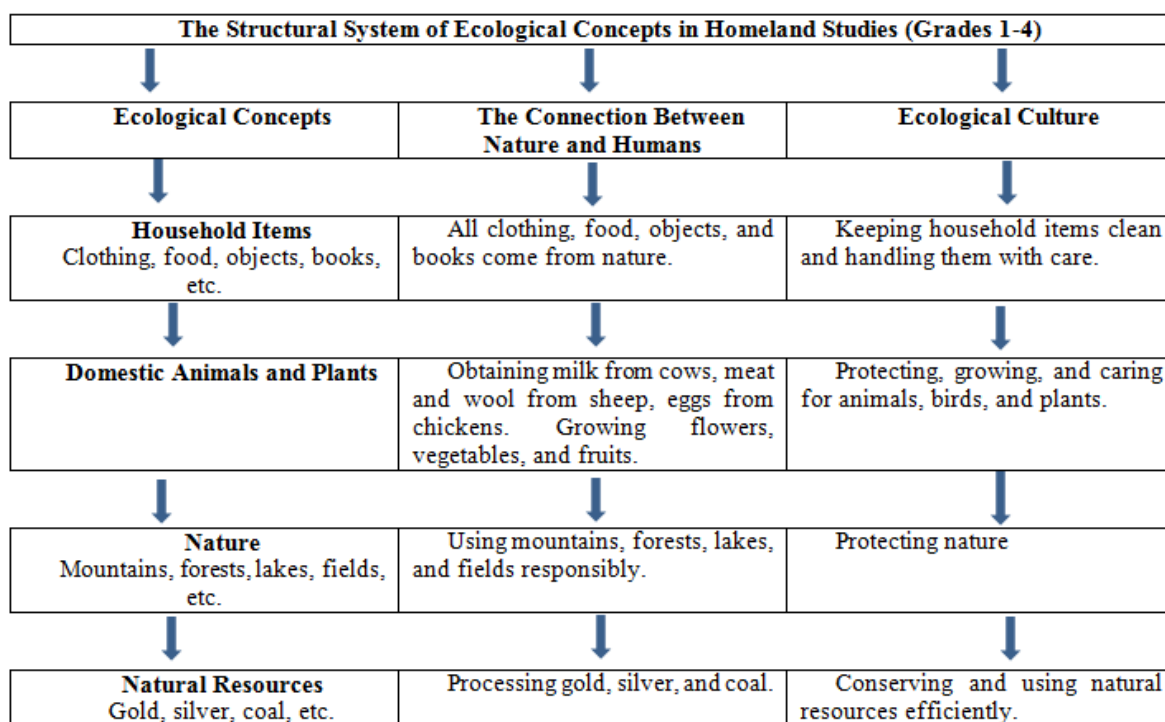 The Structural System of Ecological Concepts in Homeland Studies (Grades 1-4)
Ecological Concepts
The Connection Between
Nature and Humans
Ecological Culture
Household Items
Clothing, food, objects, books,
etc.
All clothing, food, objects, and
books come from nature.
Keeping household items clean
and handling them with care.
Domestic Animals and Plants
Obtaining milk from cows, meat
and wool from sheep, eggs from
chickens. Growing flowers,
vegetables, and fruits.
Protecting, growing, and caring
for animals, birds, and plants.
Nature
Mountains, forests, lakes, fields,
etc.
Using mountains, forests, lakes,
and fields responsibly.
Protecting nature
Natural Resources
Gold, silver, coal, etc.
Processing gold, silver, and coal.
Conserving and using natural
resources efficiently.